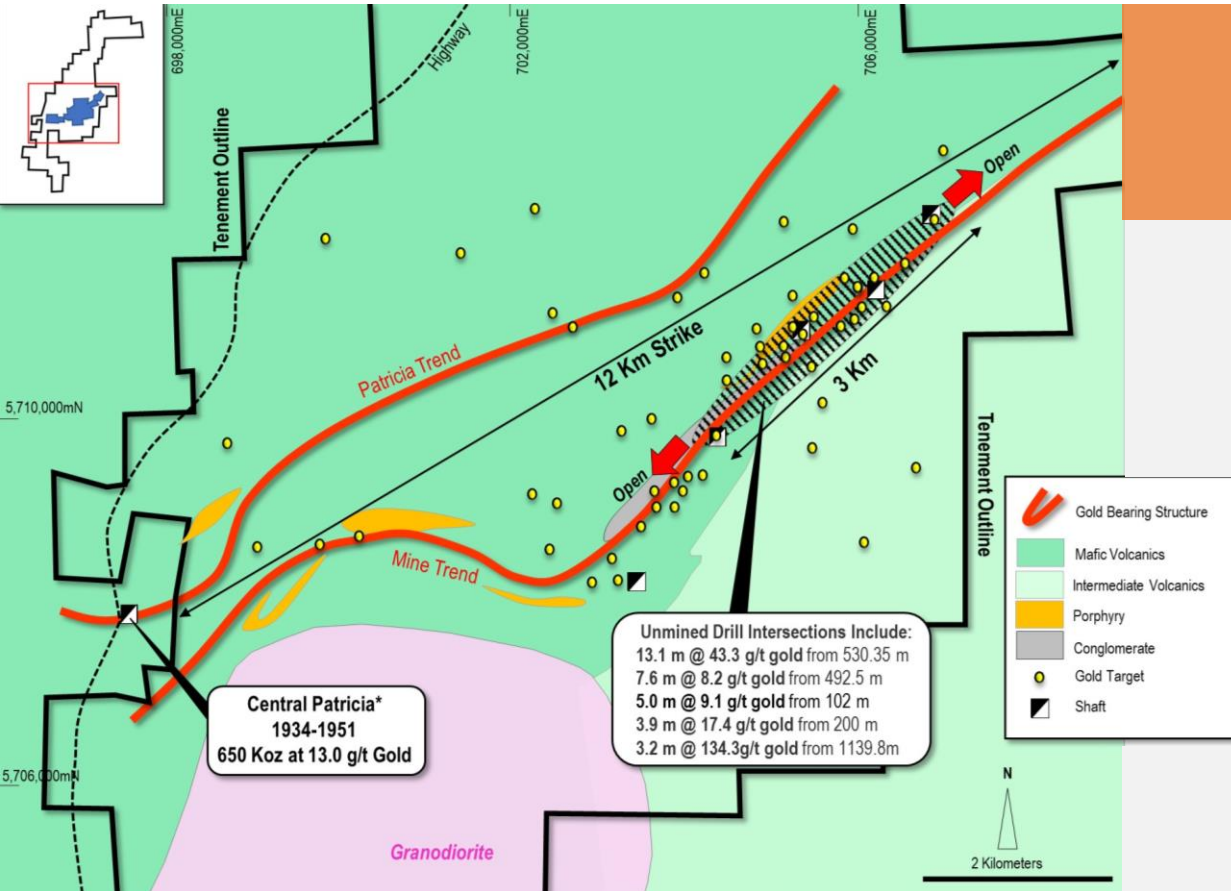 698,000mE
Highway
702,000mE
706,000mE
Tenement Outline
Open
12 Km Strike
Patricia Trend
3 Km
5,710,000mN
Open
Tenement Outline
Mine Trend
Gold Bearing Structure
Mafic Volcanics
Intermediate Volcanics
Porphyry
Conglomerate
Gold Target
Shaft
Unmined Drill Intersections Include:
13.1 m @ 43.3 g/t gold from 530.35 m
7.6 m @ 8.2 g/t gold from 492.5 m
5.0 m @ 9.1 g/t gold from 102 m
3.9 m @ 17.4 g/t gold from 200 m
3.2 m @ 134.3g/t gold from 1139.8m
Central Patricia*
1934-1951
650 Koz at 13.0 g/t Gold
5,706,000mN
N
Granodiorite
2 Kilometers